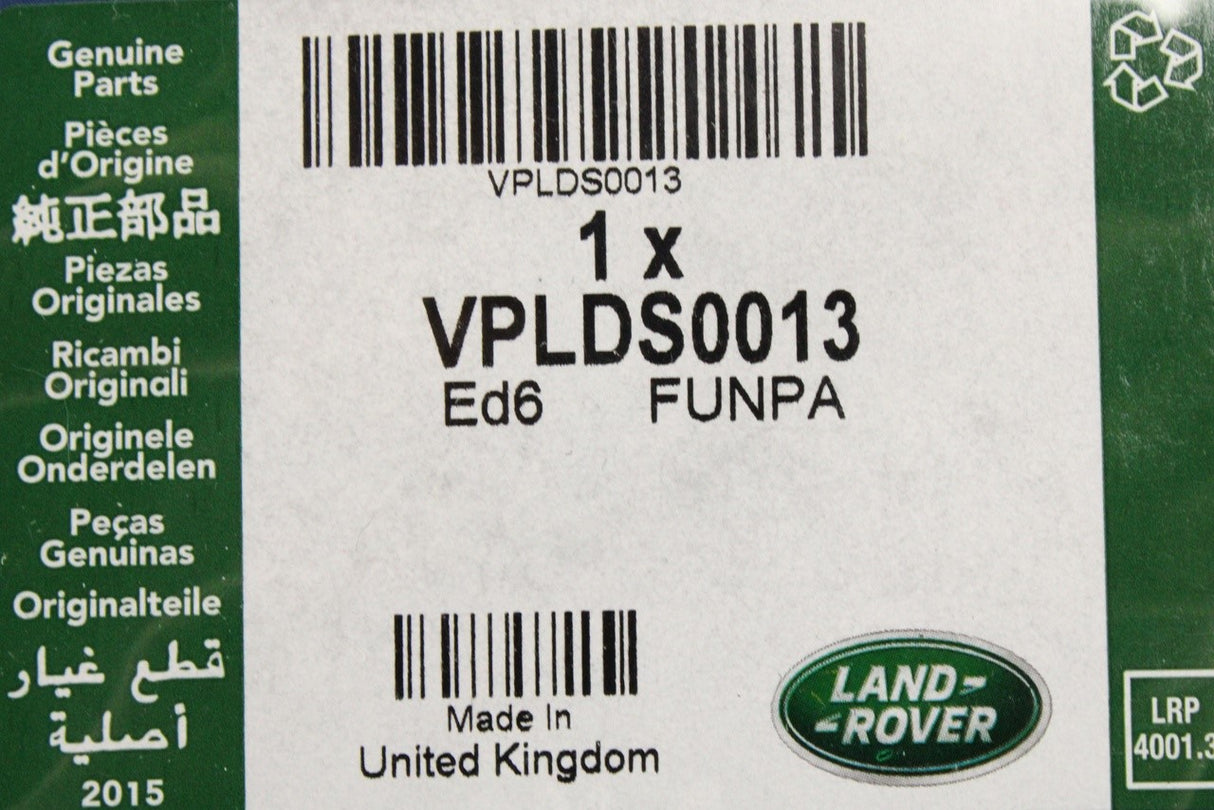 Genuine
Parts
Pièces
d'Origine
純正部品
Piezas
Originales
Ricambi
Originali
Originele
Onderdelen
Peças
Genuinas
Originalteile
قطع غيار
أصلية
2015
VPLDS0013
1 x
VPLDS0013
Ed6 FUNPA
Made In
United Kingdom
LAND-
-ROVER
LRP
4001.3